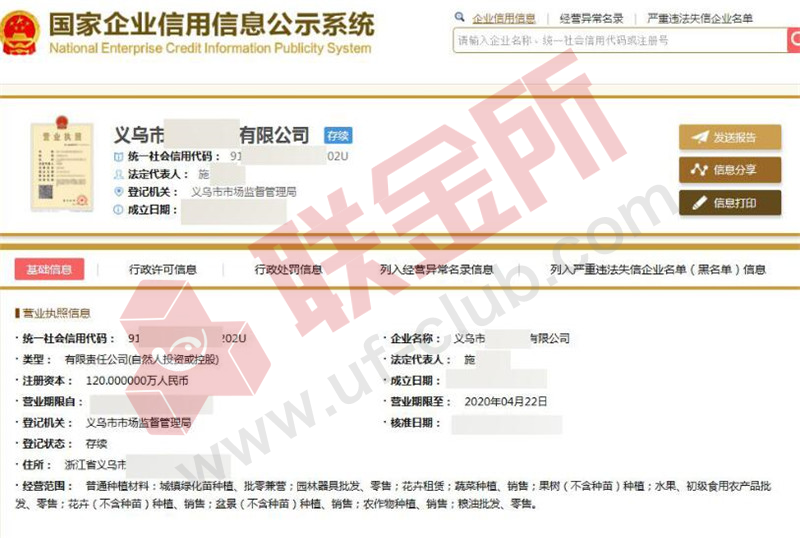 国家企业信用信息公示系统
National Enterprise Credit Information Publicity System
企业信用信息 | 经营异常名录 | 严重违法失信企业名单
请输入企业名称、统一社会信用代码或注册号
营业执照
义乌市 有限公司 存续
统一社会信用代码: 91 02U
法定代表人: 施
登记机关: 义乌市市场监督管理局
成立日期:
发送报告
信息分享
信息打印
基础信息 | 行政许可信息 | 行政处罚信息 | 列入经营异常名录信息 | 列入严重违法失信企业名单(黑名单)信息
营业执照信息
· 统一社会信用代码: 91 202U
· 企业名称: 义乌市 有限公司
· 类型: 有限责任公司(自然人投资或控股)
· 法定代表人: 施
· 注册资本: 120.000000万人民币
· 成立日期:
· 营业期限自:
· 营业期限至: 2020年04月22日
· 登记机关: 义乌市市场监督管理局
· 核准日期:
· 登记状态: 存续
· 住所: 浙江省义乌市
· 经营范围: 普通种植材料:城镇绿化苗种植、批零兼营;园林器具批发、零售;花卉租赁;蔬菜种植、销售;果树(不含种苗)种植;水果、初级食用农产品批
发、零售;花卉(不含种苗)种植、销售;盆景(不含种苗)种植、销售;农作物种植、销售;粮油批发、零售。
联金所
www.ufr-club.com